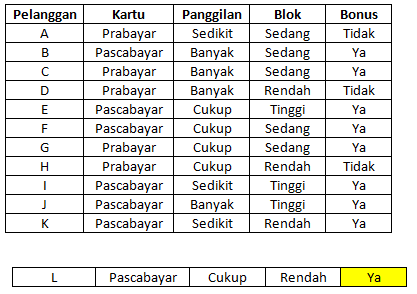 Pelanggan Kartu Panggilan Blok Bonus
A Prabayar Sedikit Sedang Tidak
B Pascabayar Banyak Sedang Ya
C Prabayar Banyak Sedang Ya
D Prabayar Banyak Rendah Tidak
E Pascabayar Cukup Tinggi Ya
F Pascabayar Cukup Sedang Ya
G Prabayar Cukup Sedang Ya
H Prabayar Cukup Rendah Tidak
I Pascabayar Sedikit Tinggi Ya
J Pascabayar Banyak Tinggi Ya
K Pascabayar Sedikit Rendah Ya
L Pascabayar Cukup Rendah Ya